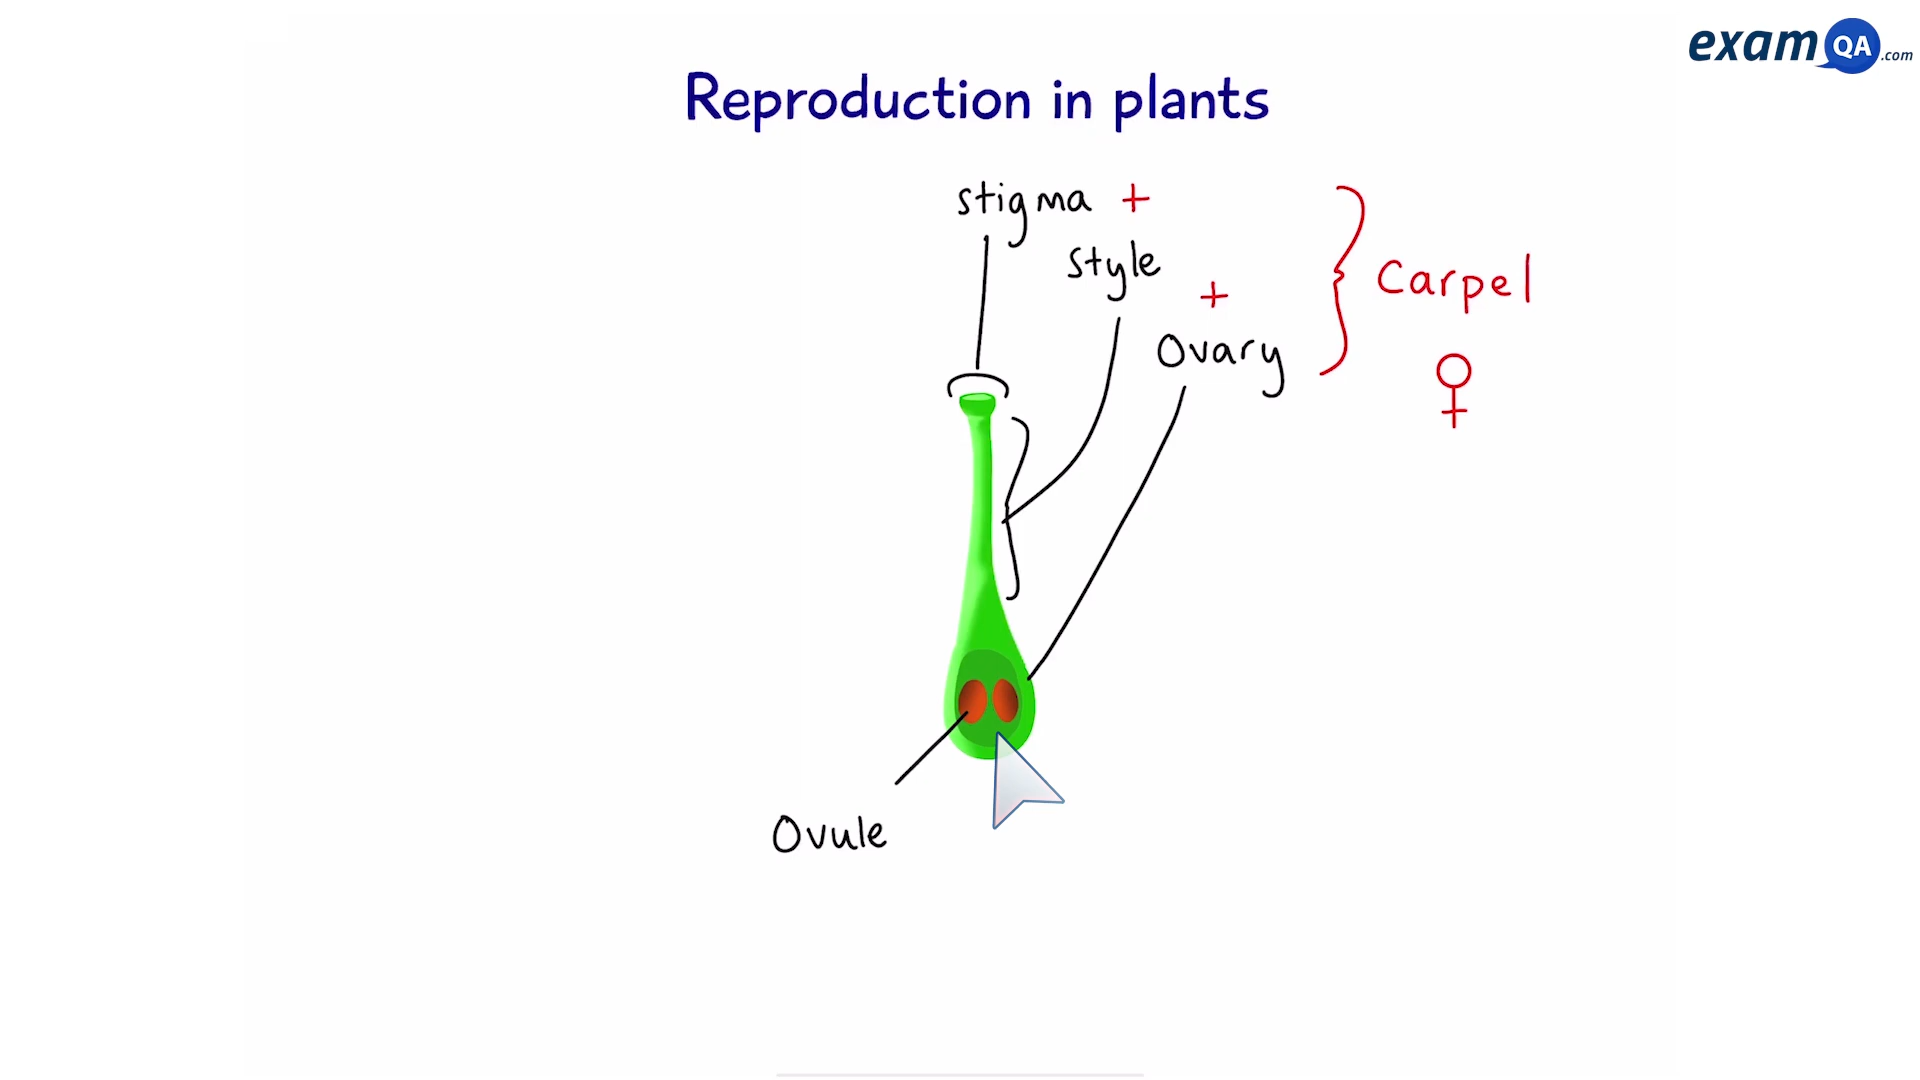 examQA.com
Reproduction in plants
stigma +
style
+
Ovary
Carpel
♀
Ovule